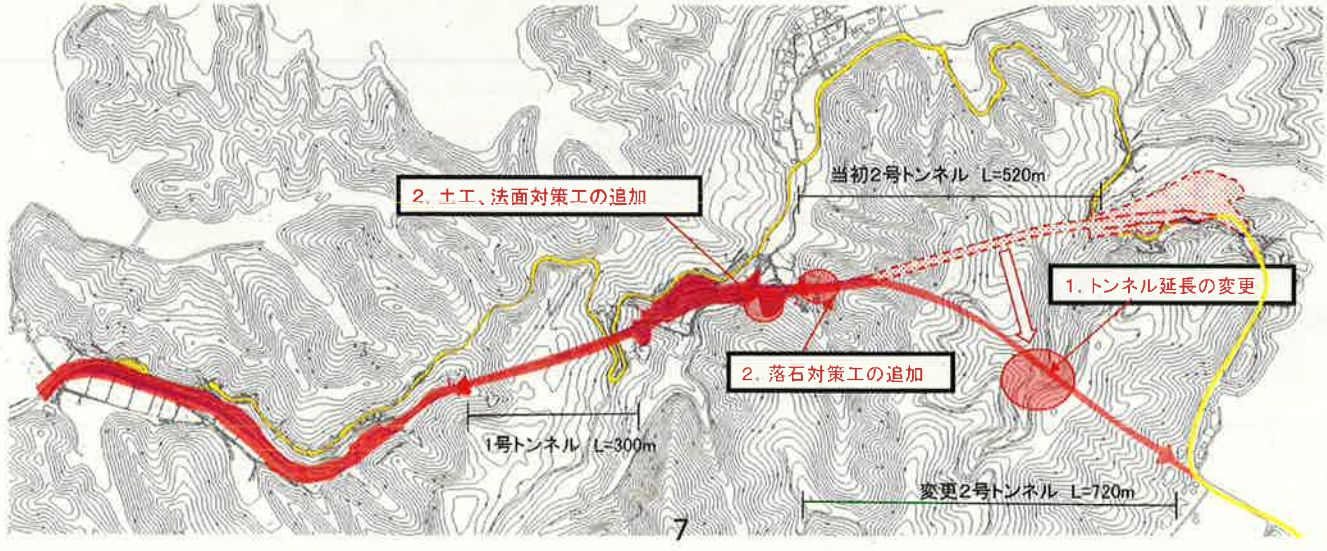 当初2号トンネル L=520m
2. 土工、法面対策工の追加
1. トンネル延長の変更
2. 落石対策工の追加
1号トンネル L=300m
変更2号トンネル L=720m
7